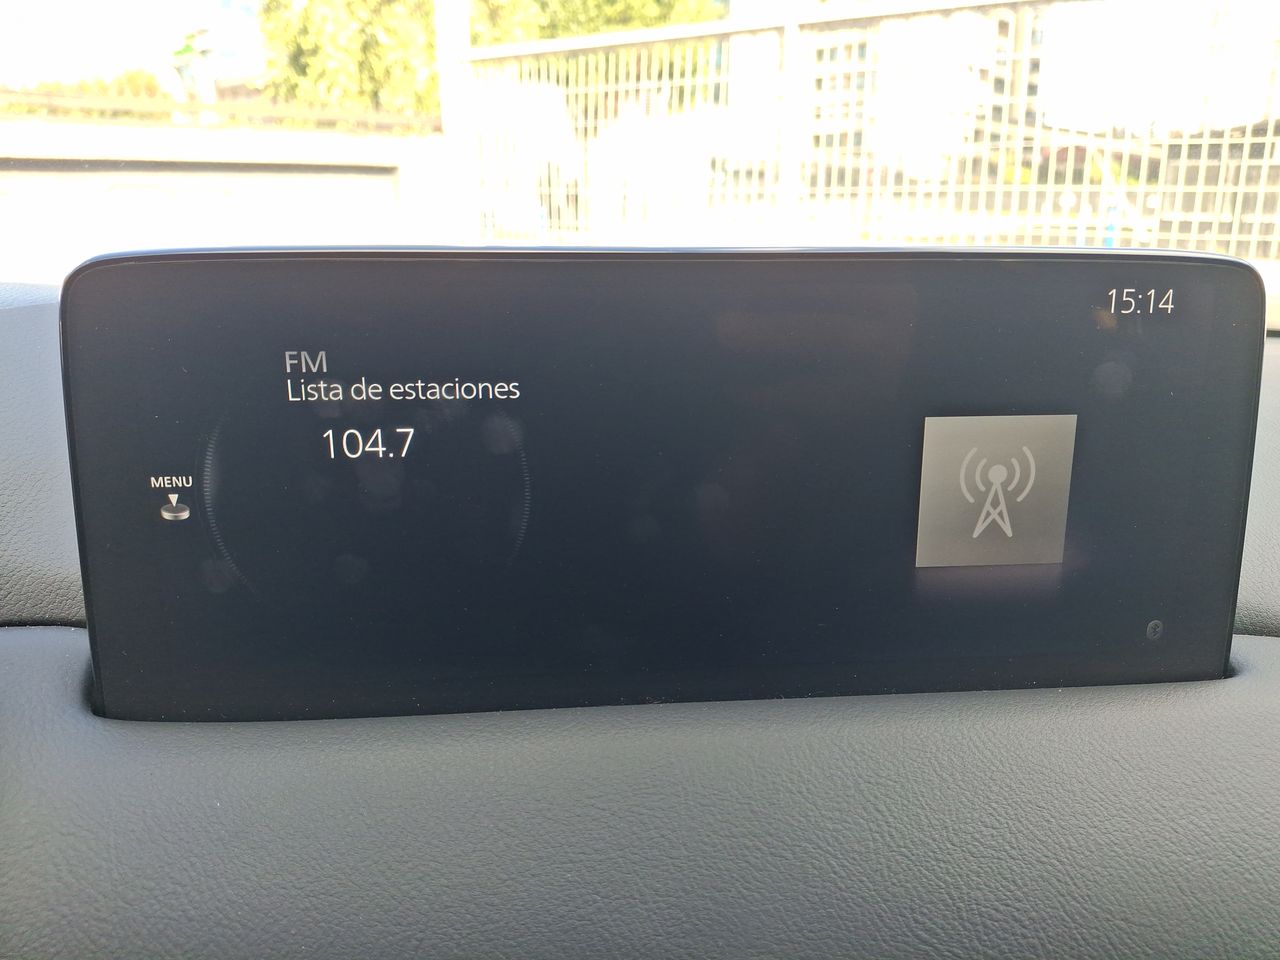 15:14
FM
Lista de estaciones
104.7
MENU